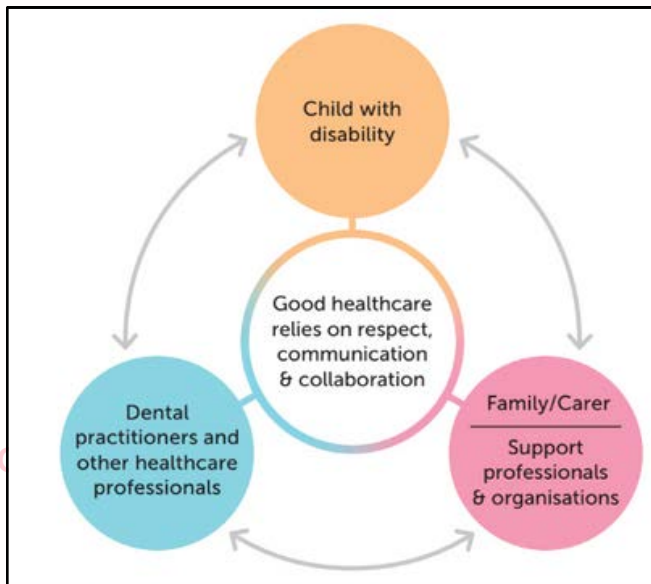 Child with
disability
Good healthcare
relies on respect,
communication
& collaboration
Dental
practitioners and
other healthcare
professionals
Family/Carer
Support
professionals
& organisations